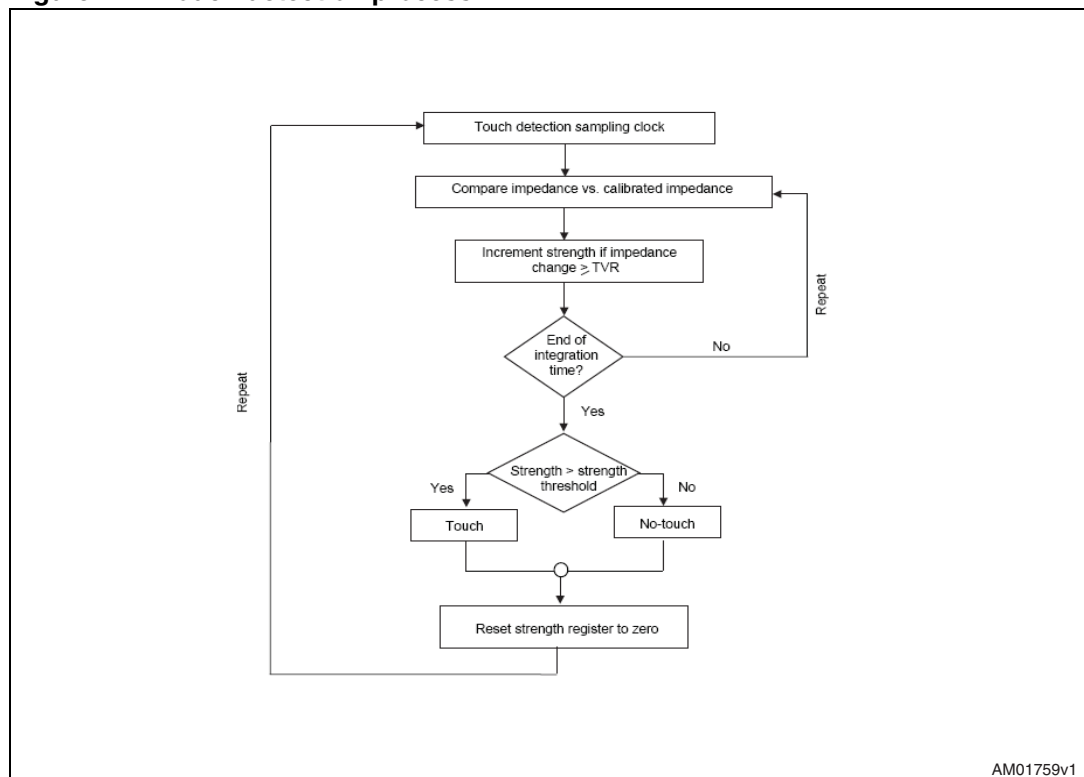 Touch detection sampling clock
Compare impedance vs. calibrated impedance
Increment strength if impedance
change ≥ TVR
Repeat
End of
integration
time?
No
Repeat
Yes
Strength > strength
threshold
Yes
No
Touch
No-touch
Reset strength register to zero
AM01759v1